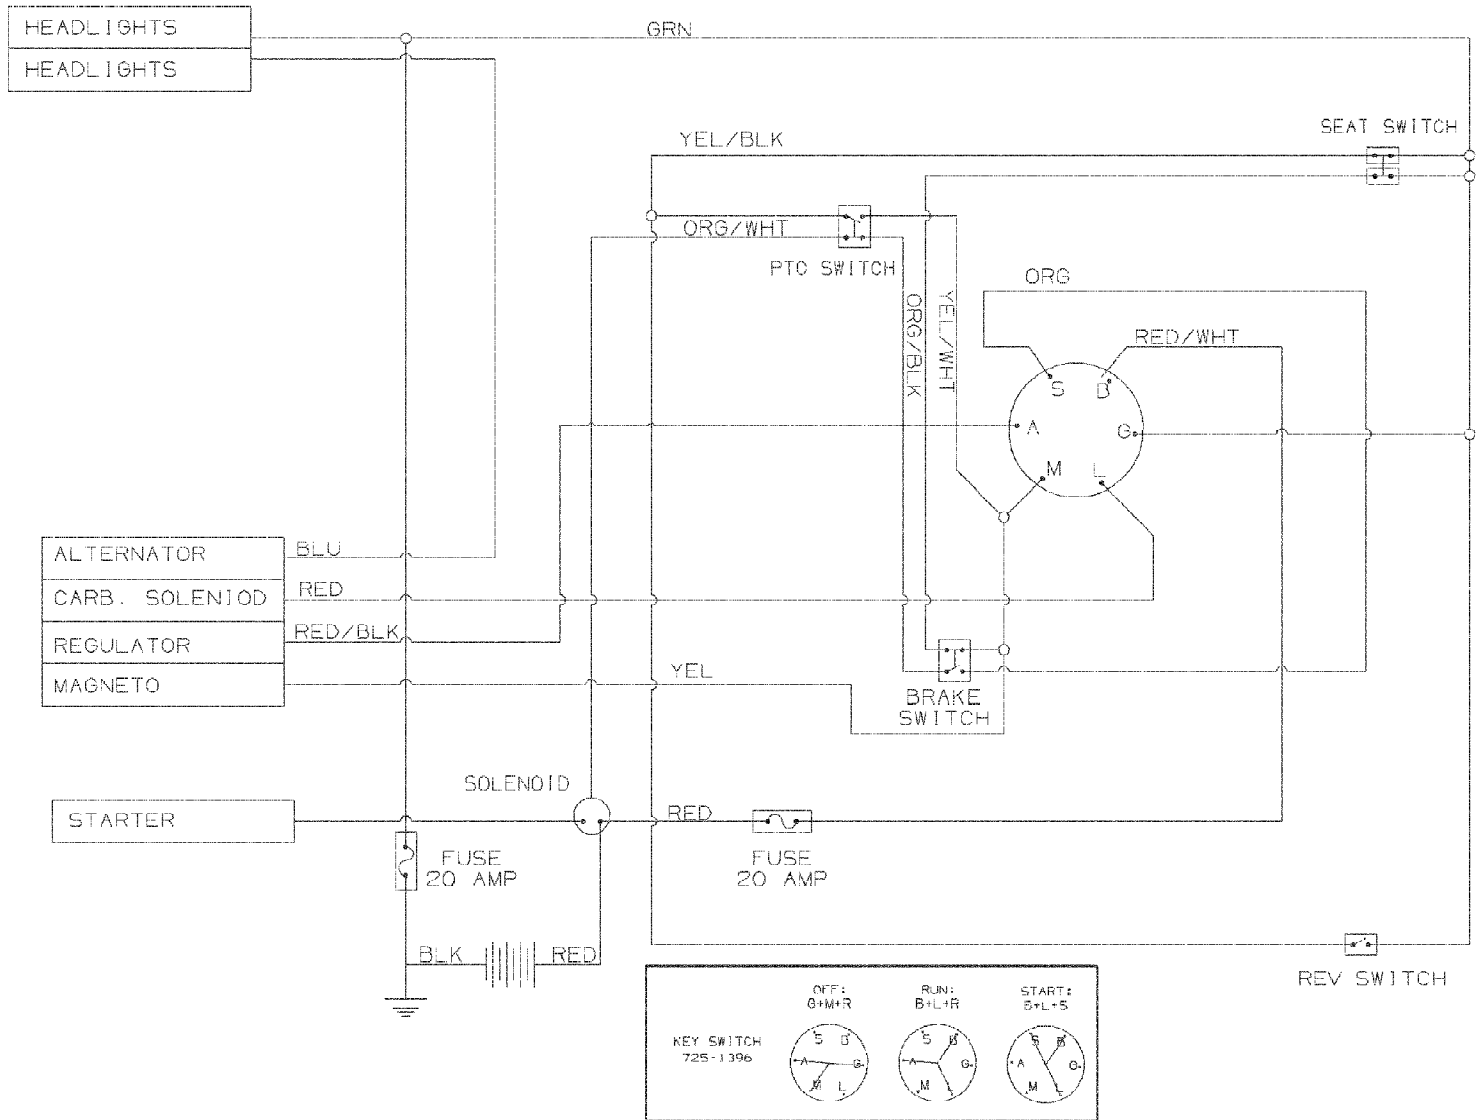 HEADLIGHTS
GRN
HEADLIGHTS
SEAT SWITCH
YEL/BLK
ORG/WHT
PTO SWITCH
ORG
ORG/BLK
YEL/WHT
RED/WHT
S
B
A
G
M
L
ALTERNATOR
BLU
CARB. SOLENIOD
RED
REGULATOR
RED/BLK
MAGNETO
YEL
BRAKE
SWITCH
SOLENOID
STARTER
RED
FUSE
20 AMP
FUSE
20 AMP
BLK
RED
REV SWITCH
OFF:
G+M+R
RUN:
B+L+R
START:
B+L+S
KEY SWITCH
725-1396
S B
A G
M L
S B
A G
M L
S B
A G
M L